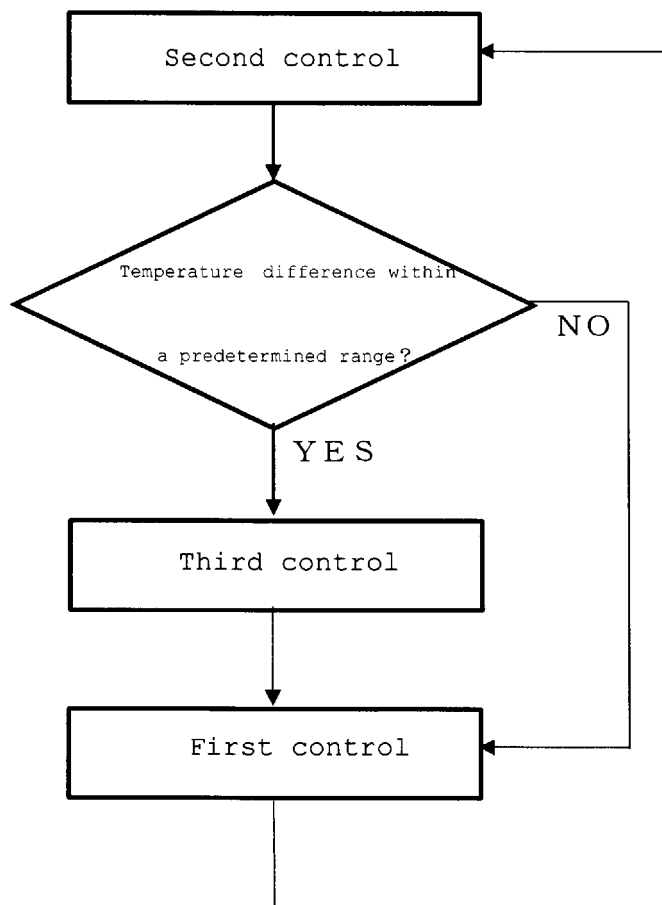 Second control
Temperature difference within
a predetermined range?
NO
YES
Third control
First control